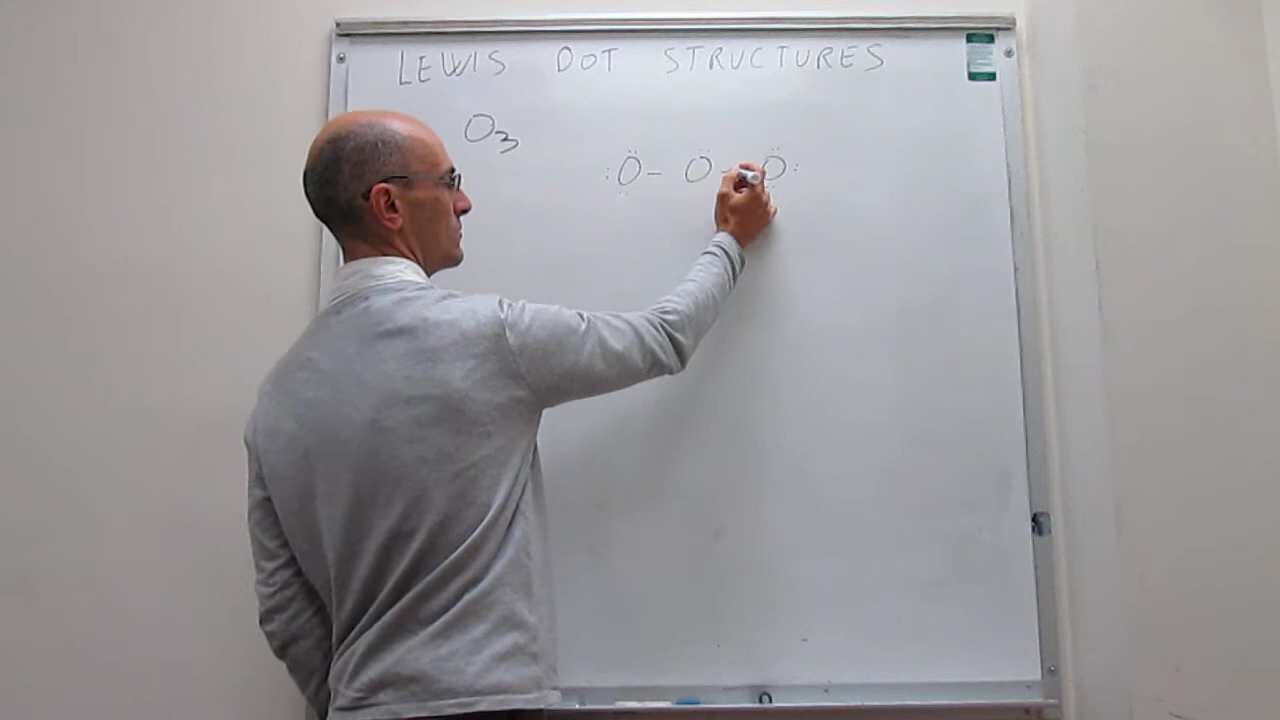 LEWIS DOT STRUCTURES
O₃
:Ö– Ö –Ö: